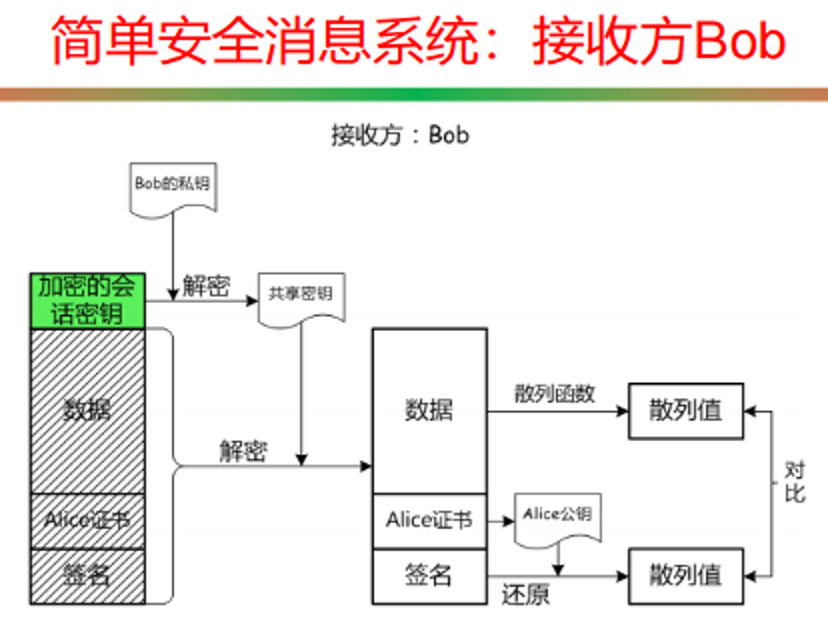 简单安全消息系统：接收方Bob
接收方：Bob
Bob的私钥
加密的会
话密钥
解密
共享密钥
数据
Alice证书
签名
解密
数据
Alice证书
签名
散列函数
散列值
Alice公钥
还原
散列值
对
比